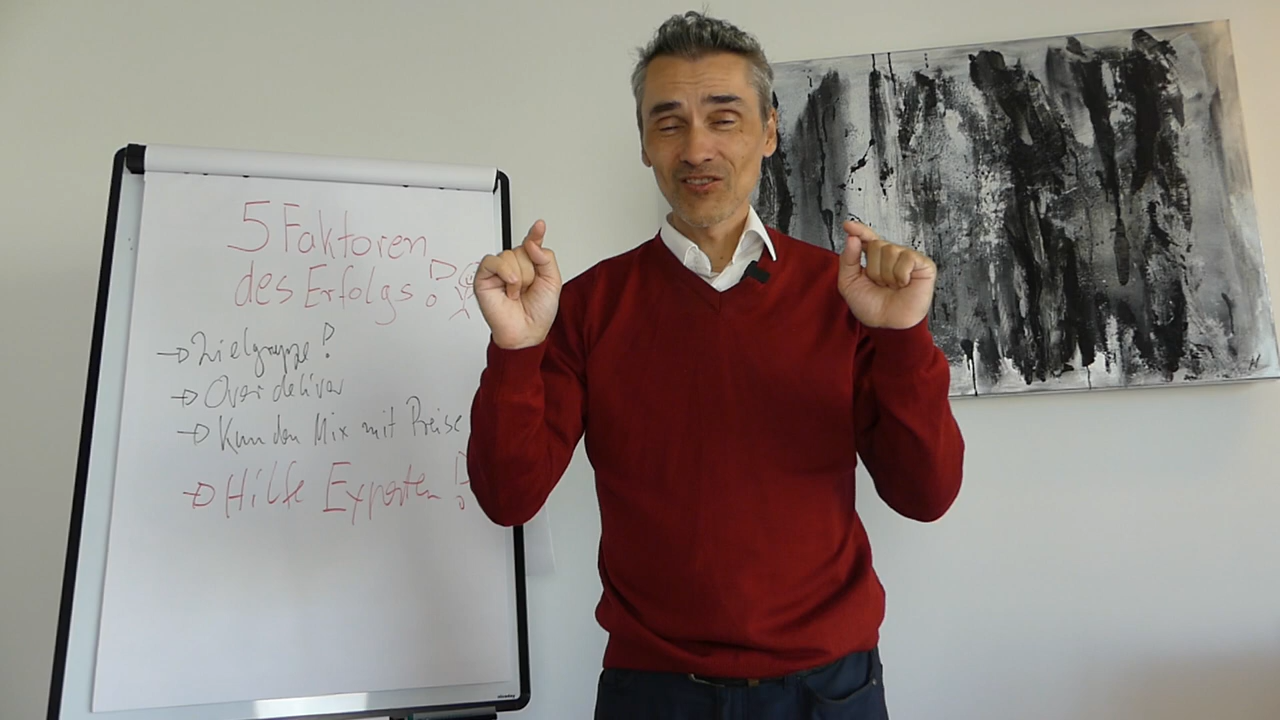 5 Faktoren
des Erfolgs!
→ Zielgruppe!
→ Over deliver
→ Kunden Mix mit Preise
→ Hilfe Experten!